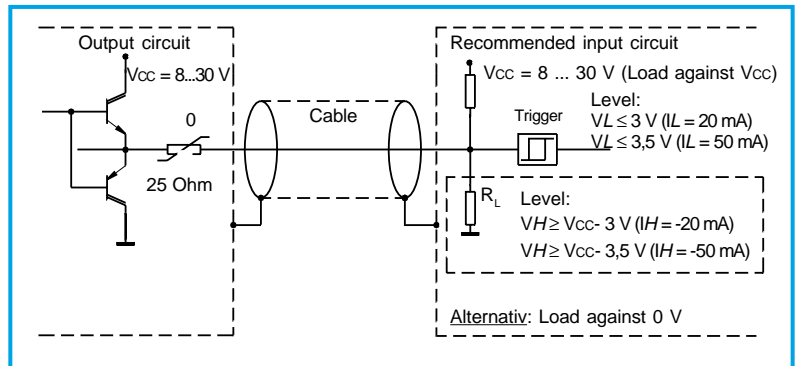 Output circuit
Vcc = 8...30 V
0
25 Ohm
Cable
Recommended input circuit
Vcc = 8 ... 30 V (Load against Vcc)
Trigger
Level:
VL ≤ 3 V (IL = 20 mA)
VL ≤ 3,5 V (IL = 50 mA)
RL
Level:
VH ≥ Vcc- 3 V (IH = -20 mA)
VH ≥ Vcc- 3,5 V (IH = -50 mA)
Alternativ: Load against 0 V